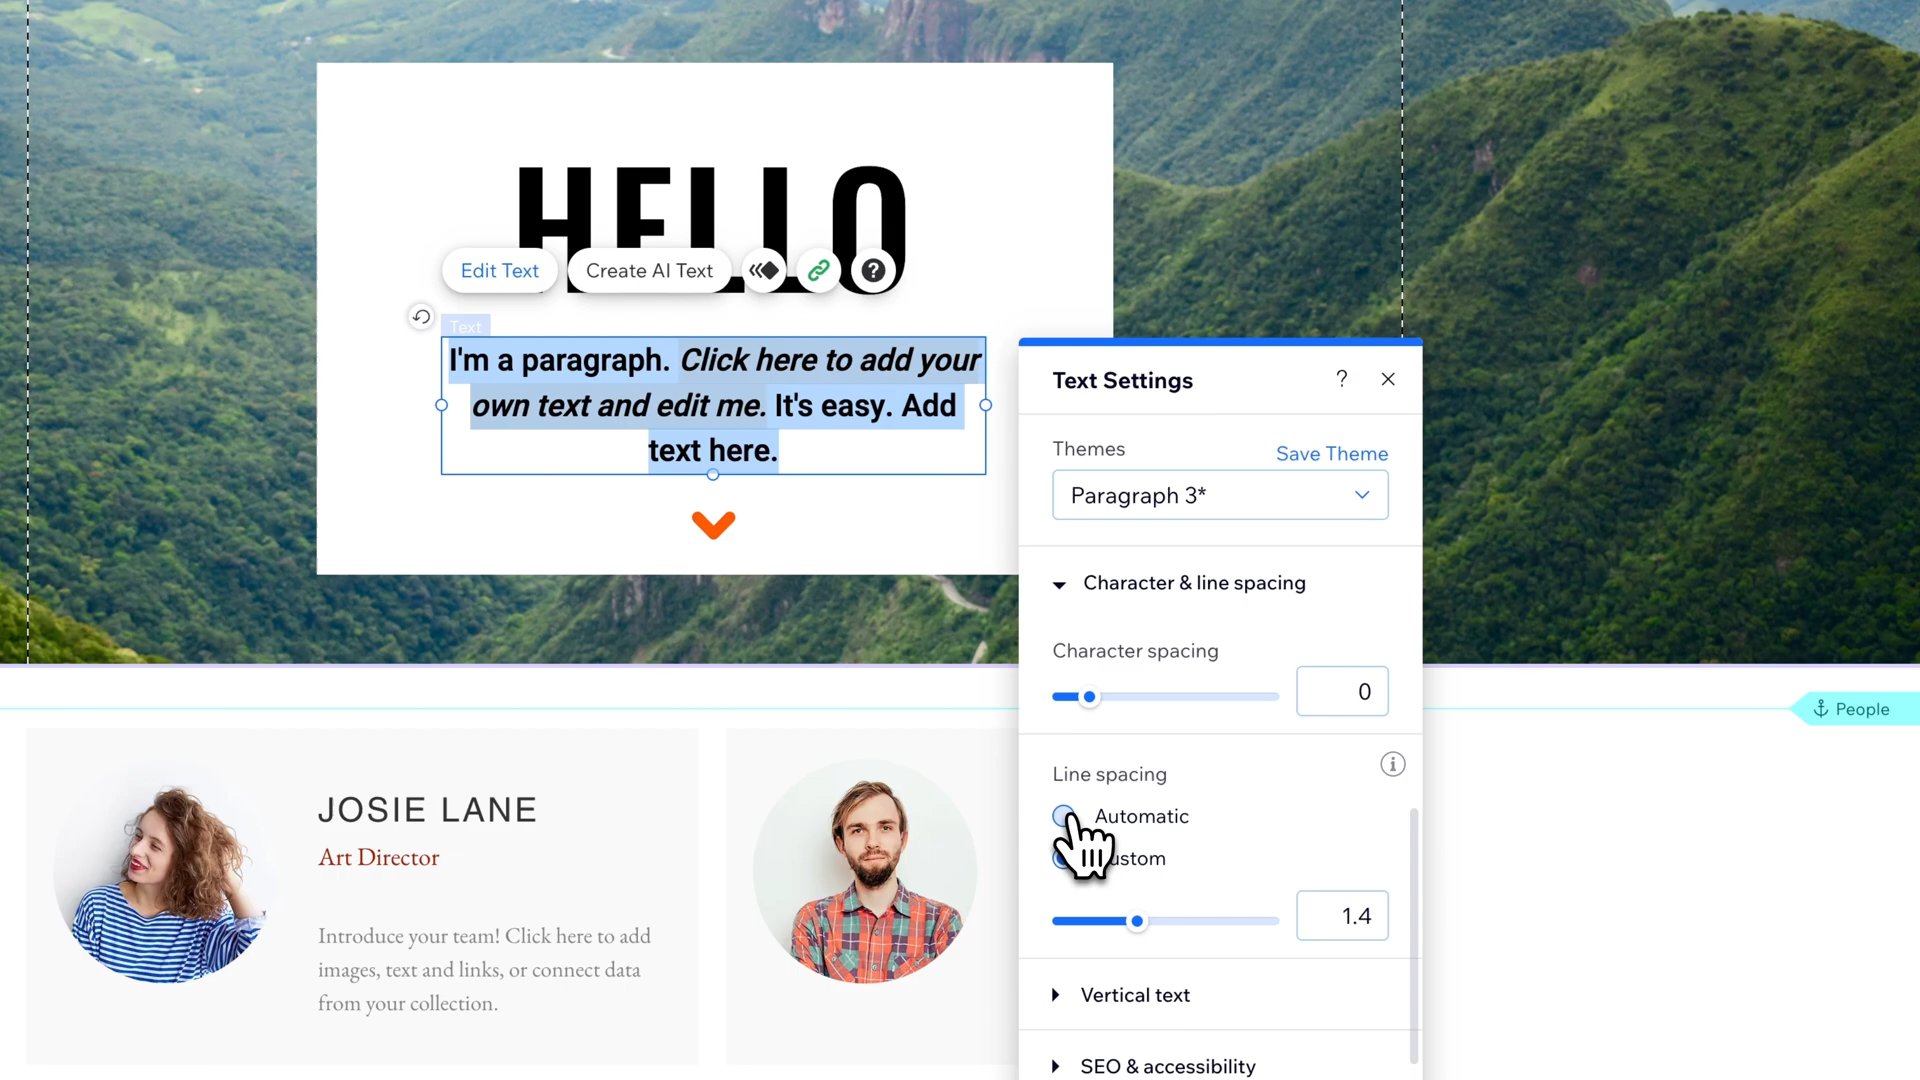 HELLO
Edit Text
Create AI Text
?
Text
I'm a paragraph. Click here to add your
own text and edit me. It's easy. Add
text here.
Text Settings
?
Themes
Save Theme
Paragraph 3*
Character & line spacing
Character spacing
0
Line spacing
Automatic
ustom
1.4
Vertical text
SEO & accessibility
People
JOSIE LANE
Art Director
Introduce your team! Click here to add
images, text and links, or connect data
from your collection.